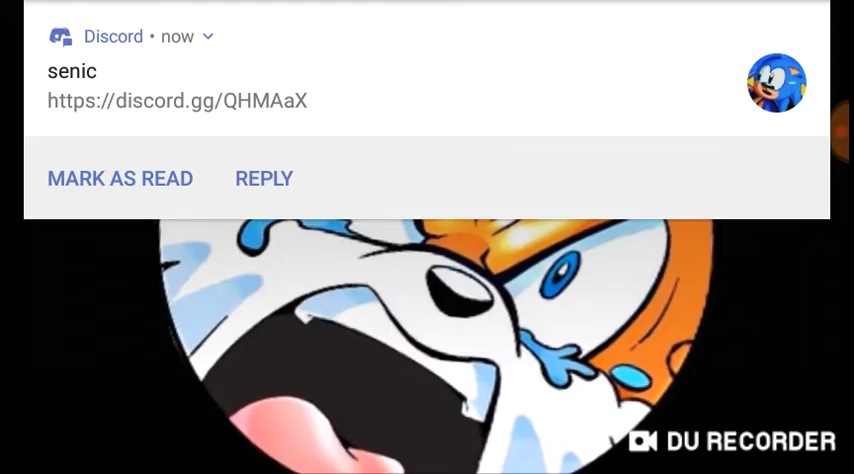 Discord • now
senic
https://discord.gg/QHMAaX
MARK AS READ REPLY
DU RECORDER